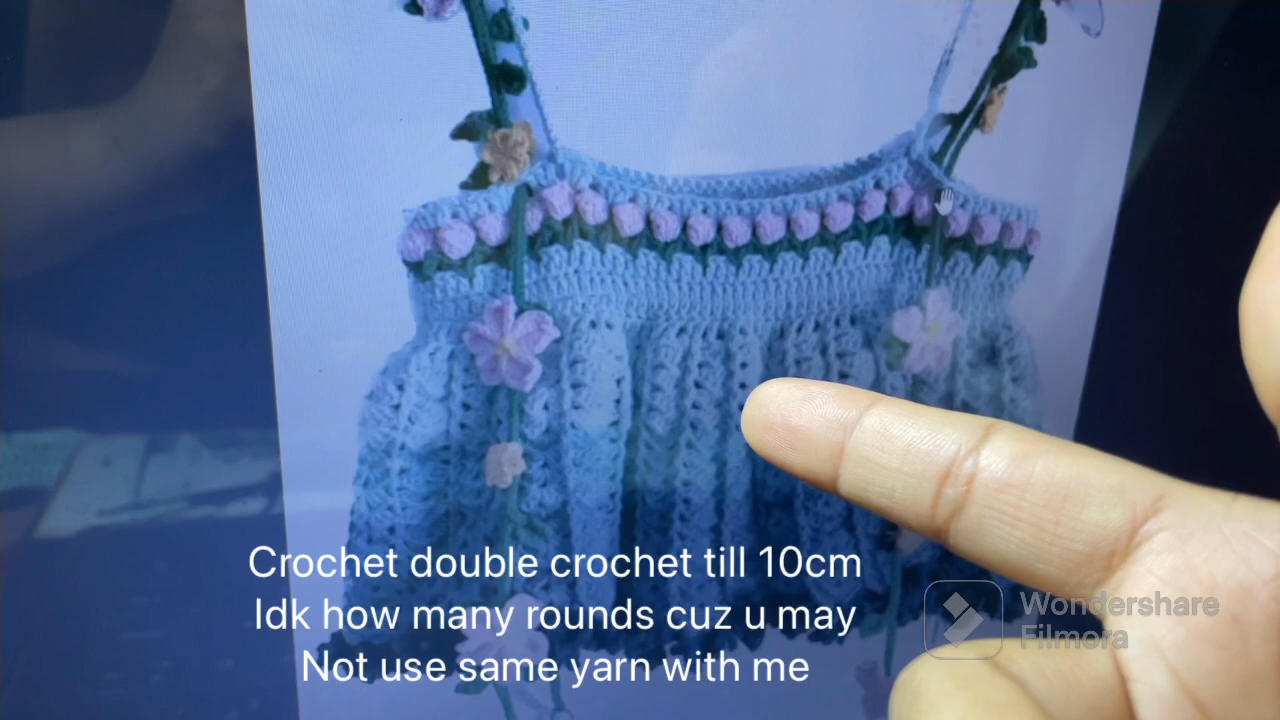 Crochet double crochet till 10cm
Idk how many rounds cuz u may
Not use same yarn with me
Wondershare
Filmora